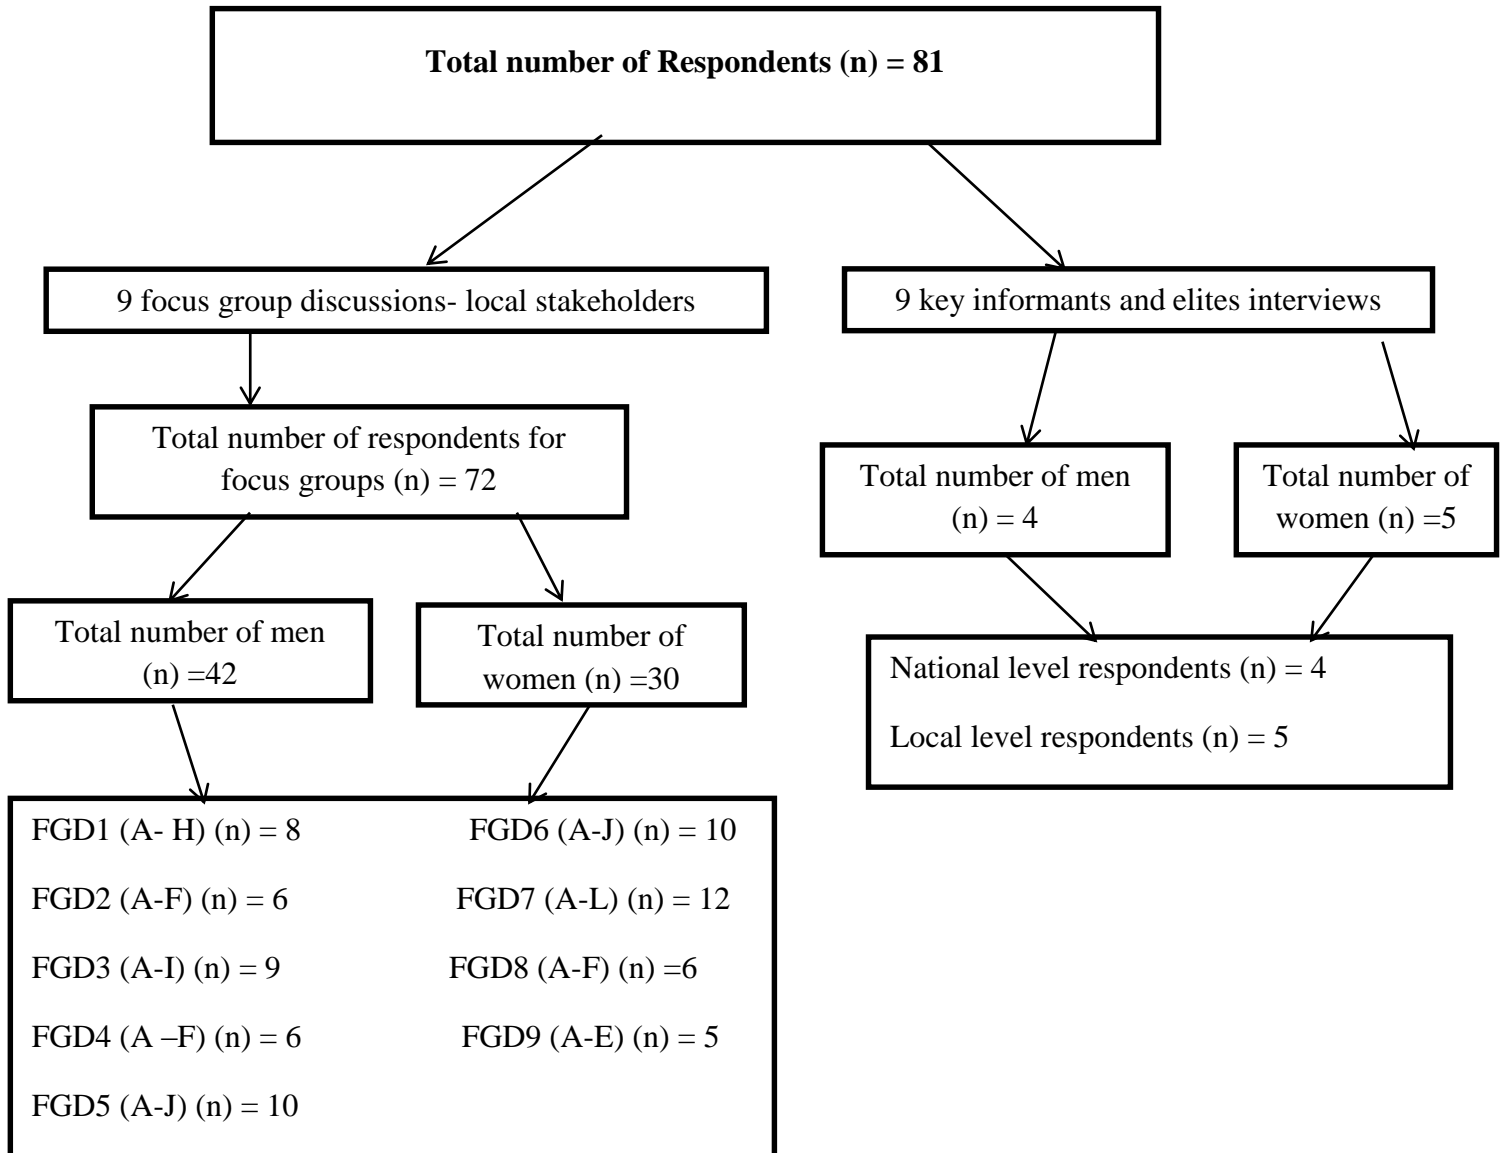 Total number of Respondents (n) = 81
9 focus group discussions- local stakeholders
9 key informants and elites interviews
Total number of respondents for
focus groups (n) = 72
Total number of men
(n) = 4
Total number of
women (n) =5
Total number of men
(n) =42
Total number of
women (n) =30
National level respondents (n) = 4
Local level respondents (n) = 5
FGD1 (A- H) (n) = 8 FGD6 (A-J) (n) = 10
FGD2 (A-F) (n) = 6 FGD7 (A-L) (n) = 12
FGD3 (A-I) (n) = 9 FGD8 (A-F) (n) =6
FGD4 (A –F) (n) = 6 FGD9 (A-E) (n) = 5
FGD5 (A-J) (n) = 10